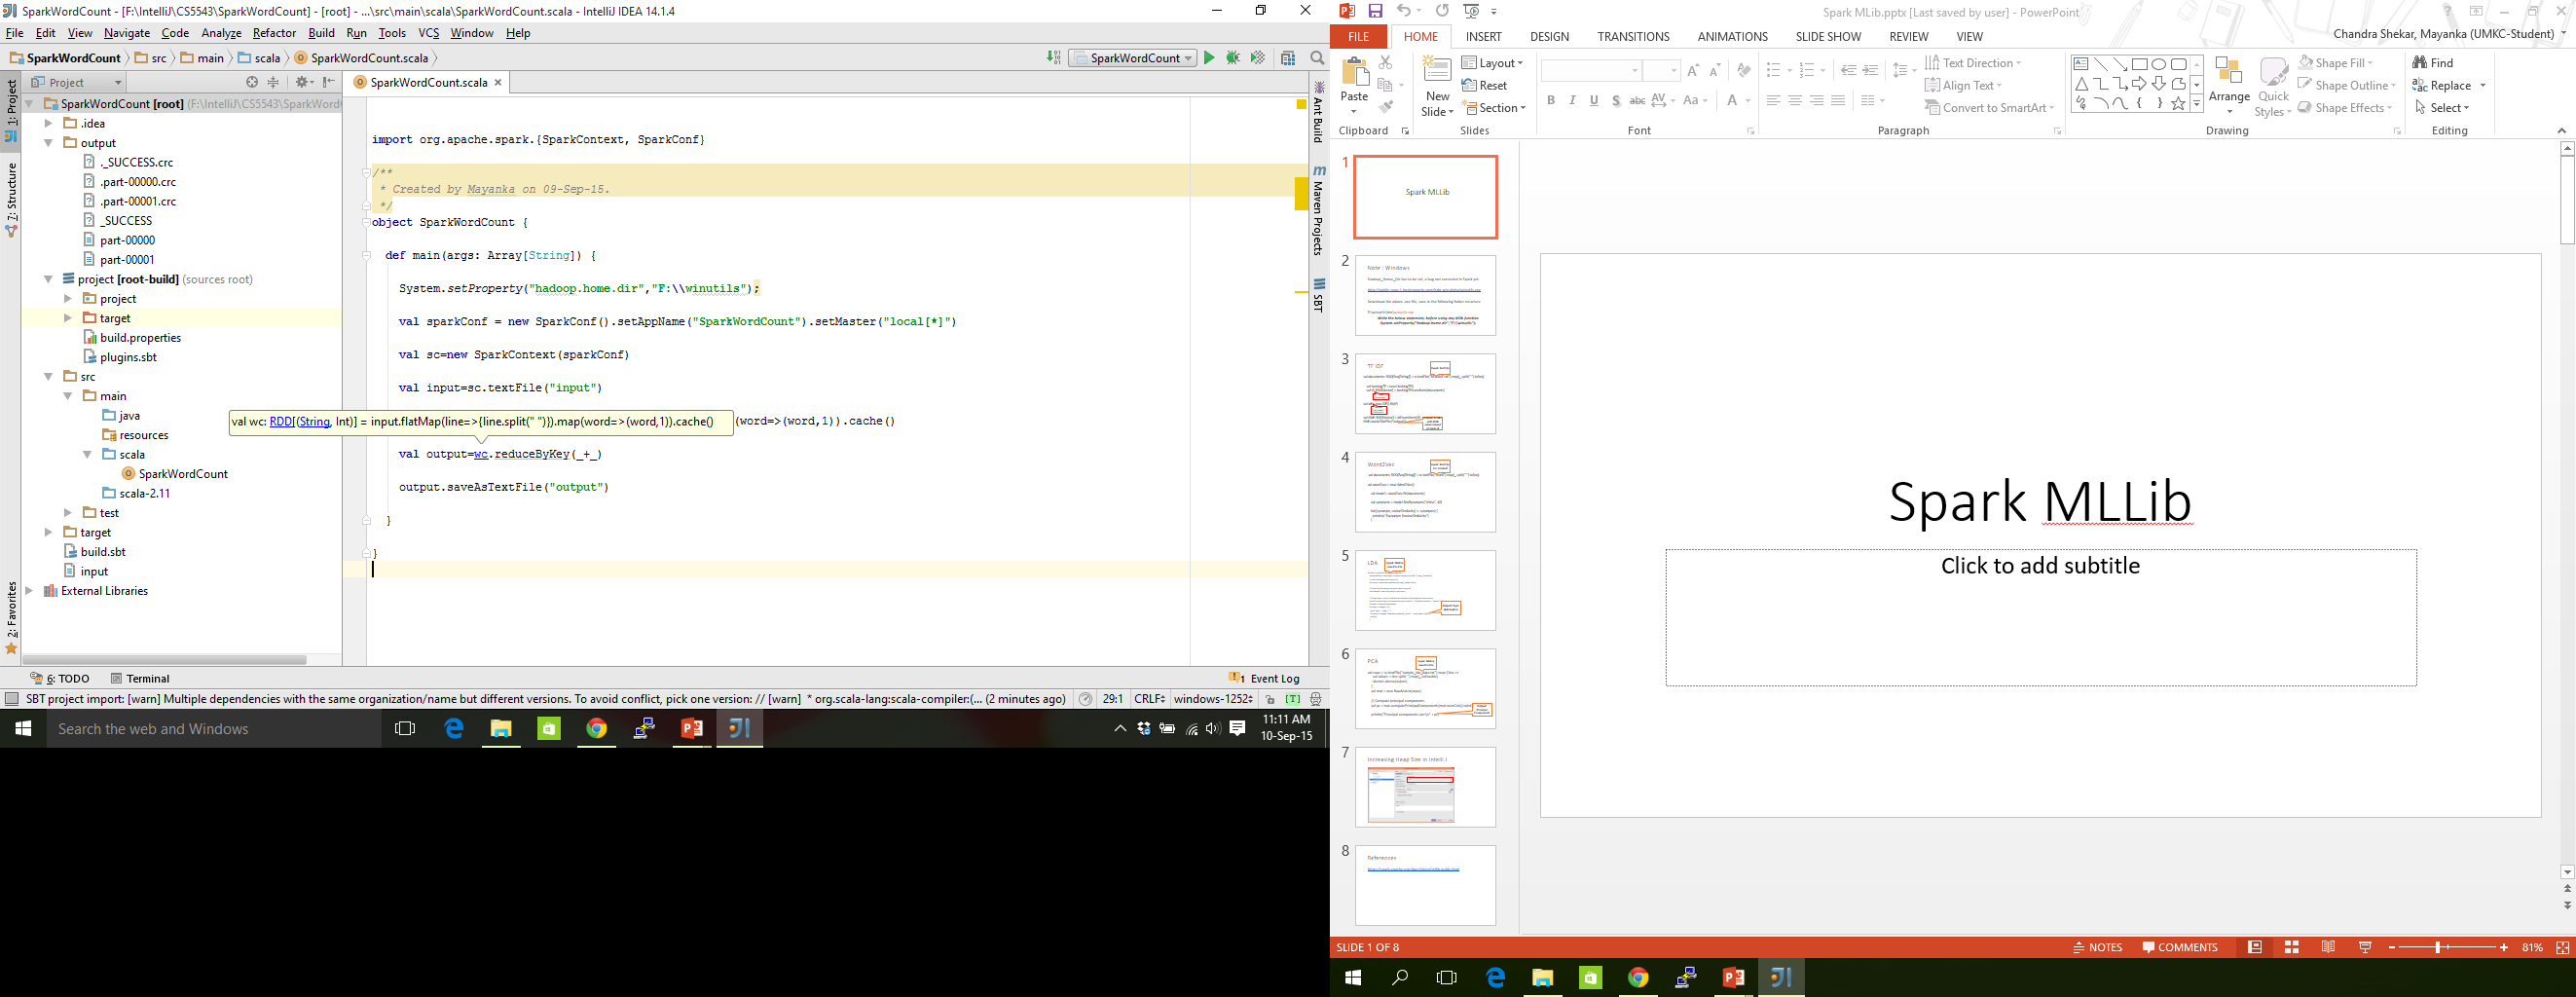 SparkWordCount - [F:\IntelliJ\CS5543\SparkWordCount] - [root] - ...\src\main\scala\SparkWordCount.scala - IntelliJ IDEA 14.1.4
File Edit View Navigate Code Analyze Refactor Build Run Tools VCS Window Help
SparkWordCount src main scala SparkWordCount.scala
SparkWordCount
Project
SparkWordCount.scala
1: Project
7: Structure
2: Favorites
SparkWordCount [root] (F:\IntelliJ\CS5543\SparkWord
.idea
output
._SUCCESS.crc
.part-00000.crc
.part-00001.crc
_SUCCESS
part-00000
part-00001
project [root-build] (sources root)
project
target
build.properties
plugins.sbt
src
main
java
resources
scala
SparkWordCount
scala-2.11
test
target
build.sbt
input
External Libraries
import org.apache.spark.{SparkContext, SparkConf}
/**
* Created by Mayanka on 09-Sep-15.
*/
object SparkWordCount {
def main(args: Array[String]) {
System.setProperty("hadoop.home.dir","F:\\winutils");
val sparkConf = new SparkConf().setAppName("SparkWordCount").setMaster("local[*]")
val sc=new SparkContext(sparkConf)
val input=sc.textFile("input")
val wc: RDD[(String, Int)] = input.flatMap(line=>{line.split(" ")}).map(word=>(word,1)).cache()
(word=>(word,1)).cache()
val output=wc.reduceByKey(_+_)
output.saveAsTextFile("output")
}
}
Ant Build
Maven Projects
SBT
6: TODO Terminal
1 Event Log
SBT project import: [warn] Multiple dependencies with the same organization/name but different versions. To avoid conflict, pick one version: // [warn] * org.scala-lang:scala-compiler:(... (2 minutes ago)
29:1 CRLF windows-1252 [T]
Search the web and Windows
11:11 AM
10-Sep-15
Spark MLib.pptx [Last saved by user] - PowerPoint
FILE HOME INSERT DESIGN TRANSITIONS ANIMATIONS SLIDE SHOW REVIEW VIEW
Chandra Shekar, Mayanka (UMKC-Student)
Paste
Clipboard
New Slide
Layout
Reset
Section
Slides
B I U S abc AV Aa A
Font
Text Direction
Align Text
Convert to SmartArt
Paragraph
Arrange
Quick Styles
Shape Fill
Shape Outline
Shape Effects
Drawing
Find
Replace
Select
Editing
1
Spark MLLib
2
Note : Windows
3
TF IDF
4
Word2Vec
5
LDA
6
PCA
7
Increasing Heap Size in Intelli J
8
References
Spark MLLib
Click to add subtitle
SLIDE 1 OF 8
NOTES COMMENTS
81%